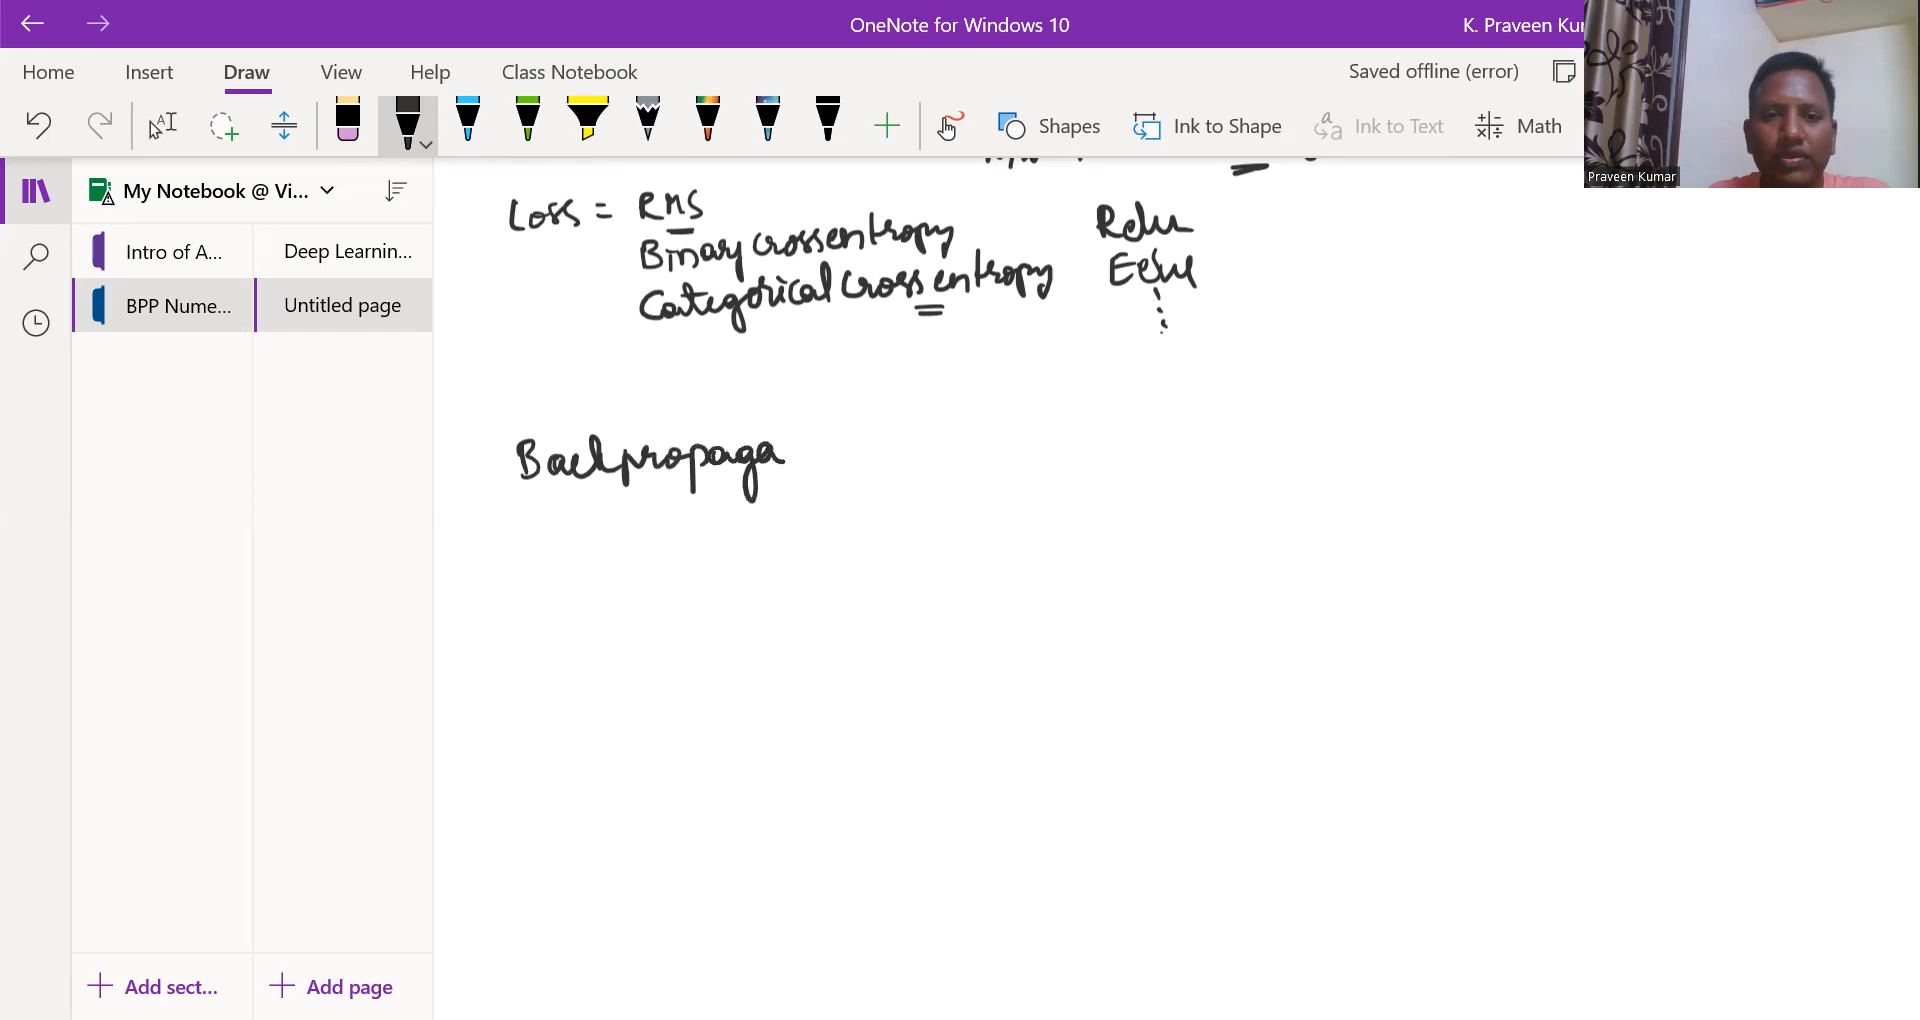 OneNote for Windows 10
K. Praveen Kur
Home Insert Draw View Help Class Notebook
Saved offline (error)
Shapes Ink to Shape Ink to Text Math
Praveen Kumar
My Notebook @ Vi...
Intro of A...
Deep Learnin...
BPP Nume...
Untitled page
Loss = RMS
Binary crossentropy
Categorical cross entropy
Relu
Backpropaga
Add sect...
Add page